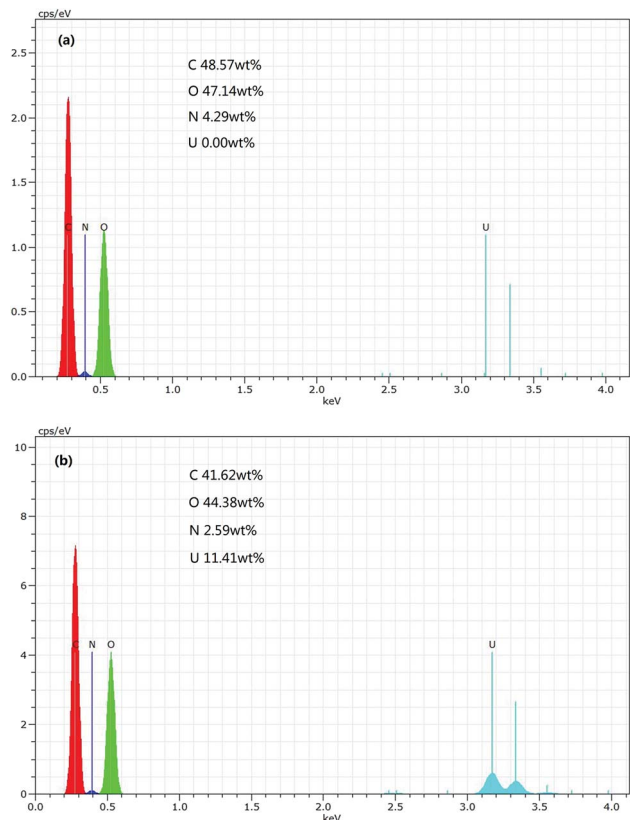 cps/eV
(a)
C 48.57wt%
O 47.14wt%
N 4.29wt%
U 0.00wt%
2.5
2.0
1.5
1.0
0.5
0.0
C N O
U
0.5 1.0 1.5 2.0 2.5 3.0 3.5 4.0
keV
cps/eV
(b)
C 41.62wt%
O 44.38wt%
N 2.59wt%
U 11.41wt%
10
8
6
4
2
0
C N O
U
0.0 0.5 1.0 1.5 2.0 2.5 3.0 3.5 4.0
keV